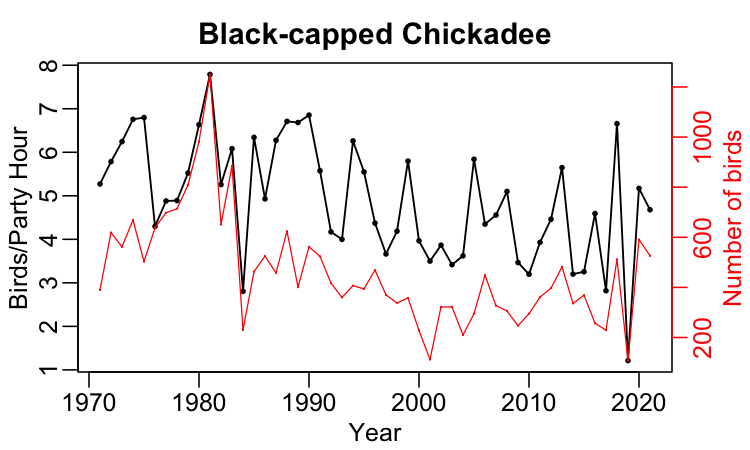 Black-capped Chickadee
Birds/Party Hour
8
7
6
5
4
3
2
1
1970 1980 1990 2000 2010 2020
Year
1000
600
200
Number of birds